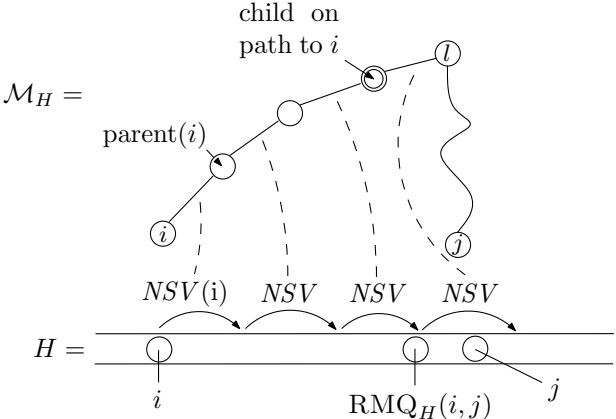 child on
path to i
l
M_H =
parent(i)
i
j
NSV(i) NSV NSV NSV
H =
i
RMQ_H(i, j)
j